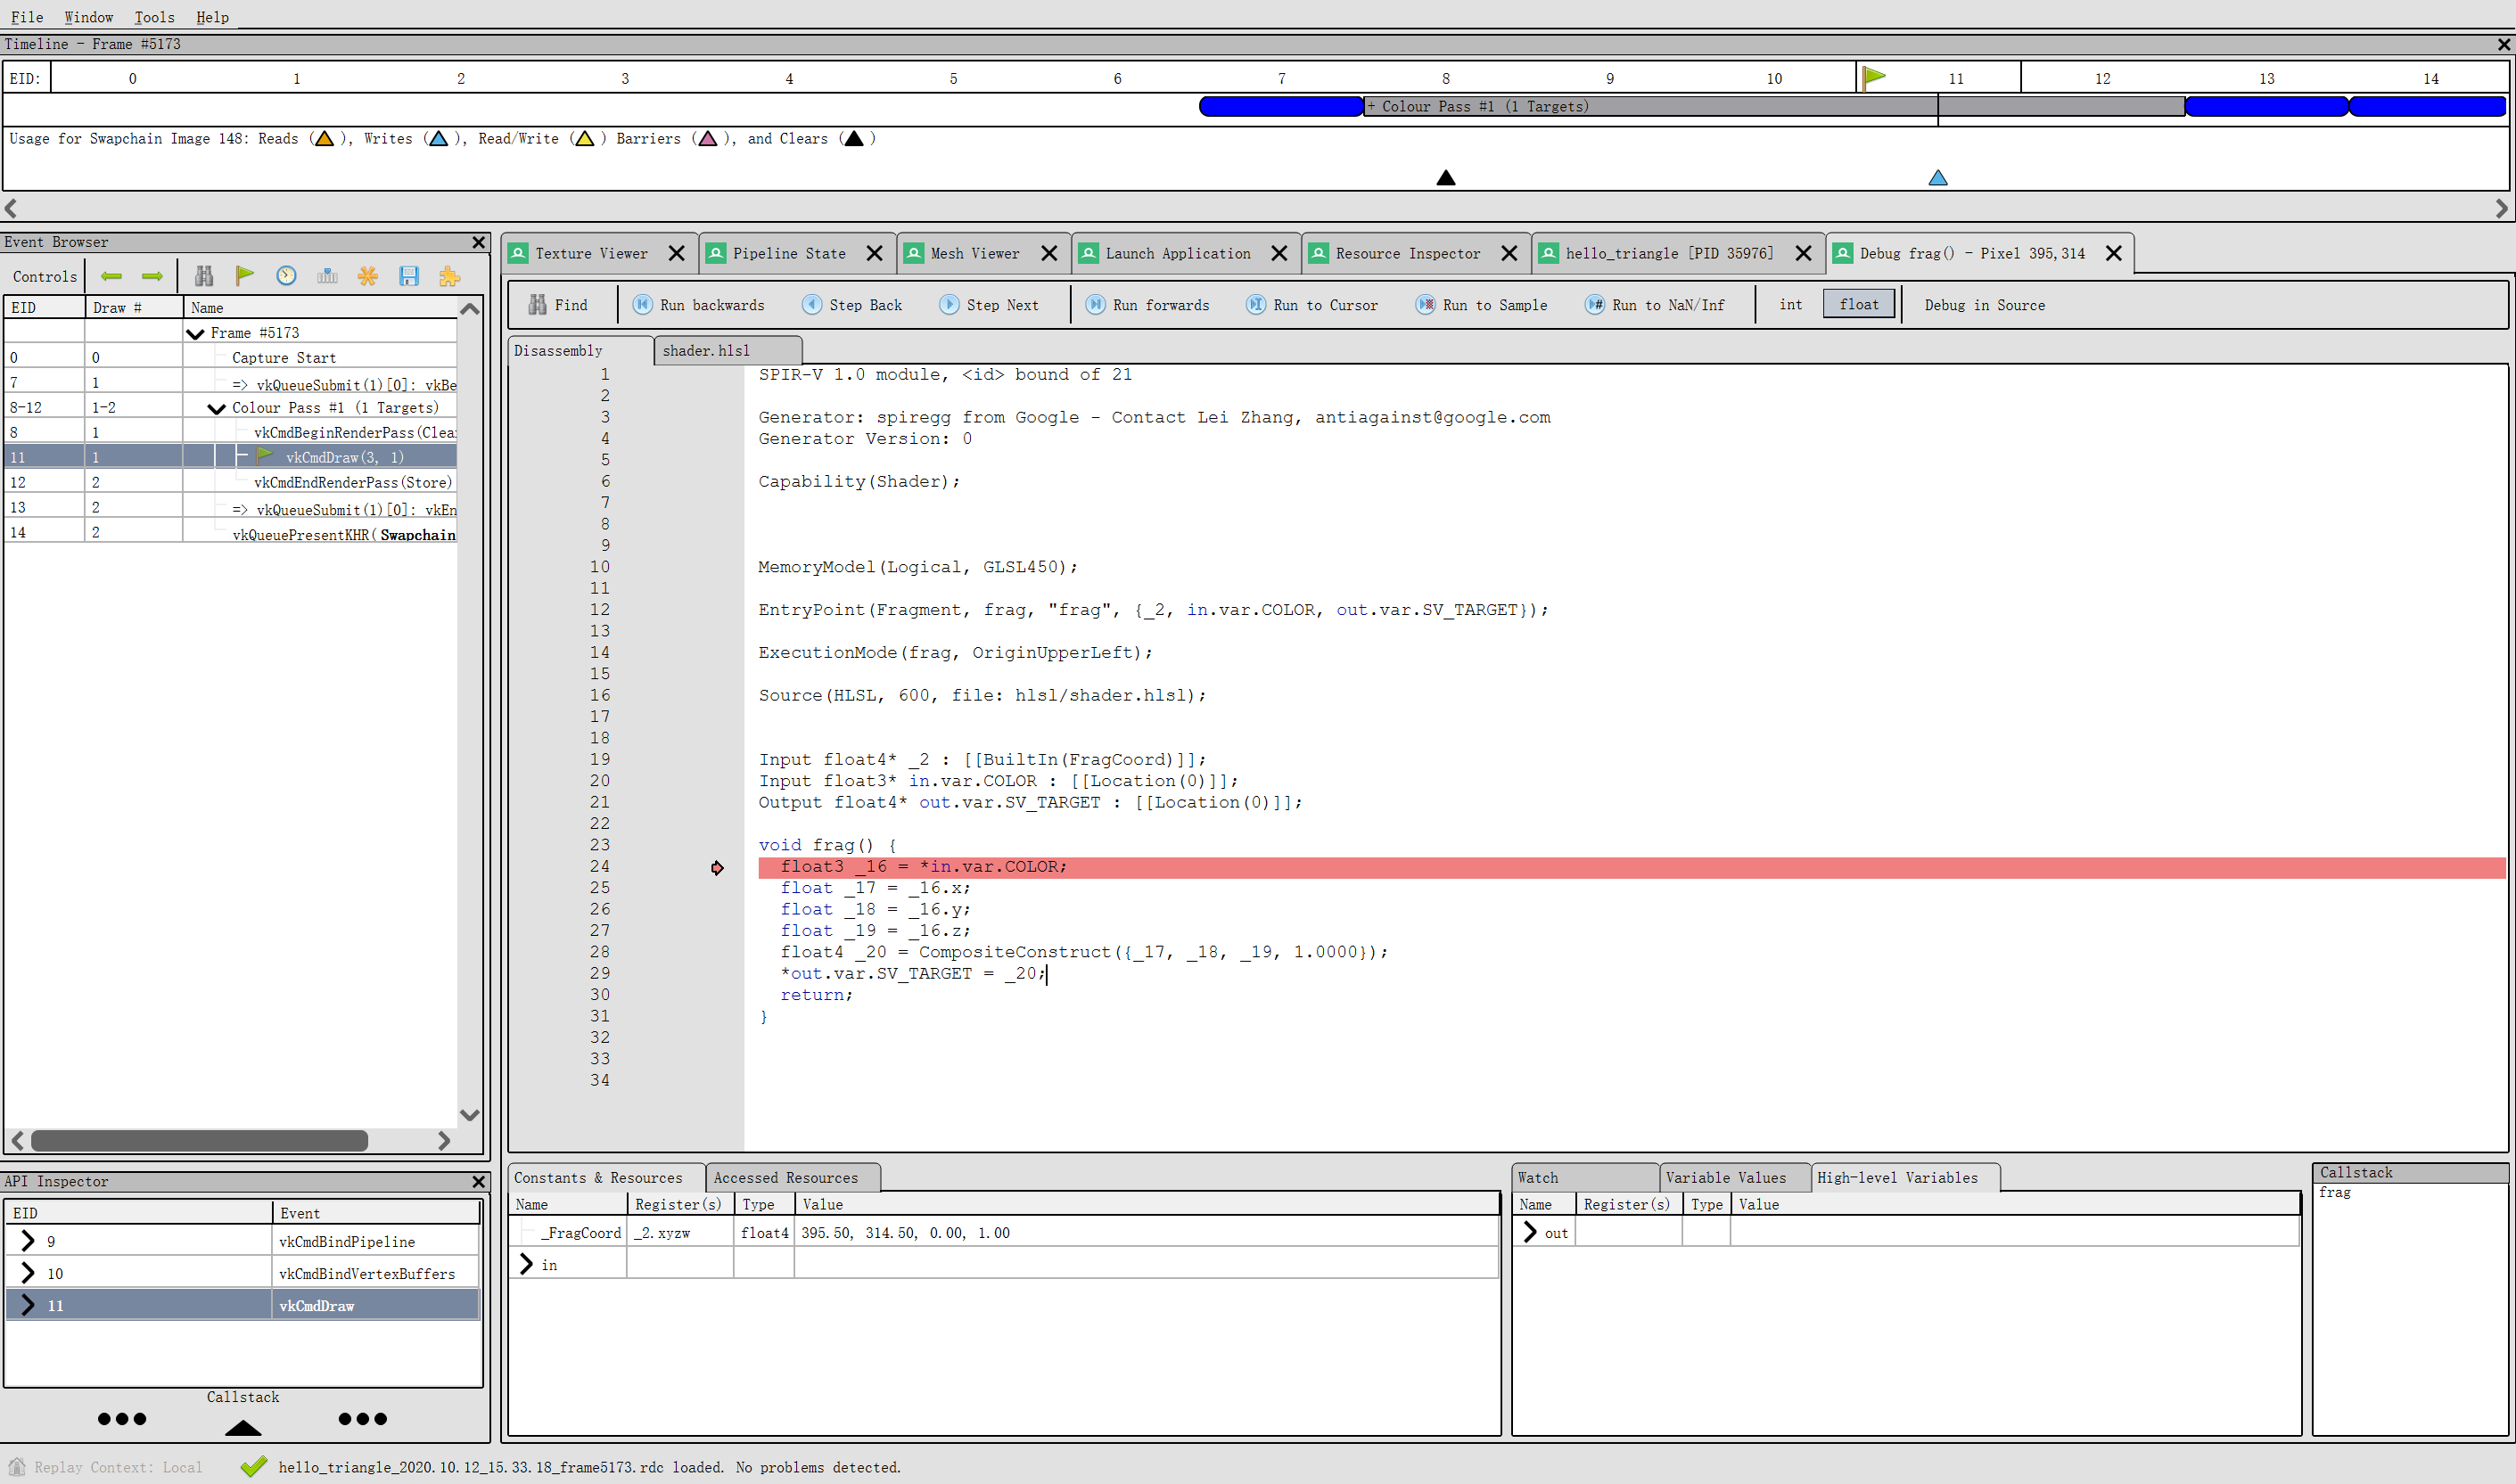 File Window Tools Help
Timeline - Frame #5173
EID: 0 1 2 3 4 5 6 7 8 9 10 11 12 13 14
+ Colour Pass #1 (1 Targets)
Usage for Swapchain Image 148: Reads ( ), Writes ( ), Read/Write ( ) Barriers ( ), and Clears ( )
Event Browser
Controls
EID Draw # Name
Frame #5173
0 0 Capture Start
7 1 => vkQueueSubmit(1)[0]: vkBe
8-12 1-2 Colour Pass #1 (1 Targets)
8 1 vkCmdBeginRenderPass(Clea
11 1 vkCmdDraw(3, 1)
12 2 vkCmdEndRenderPass(Store)
13 2 => vkQueueSubmit(1)[0]: vkEn
14 2 vkQueuePresentKHR(Swapchain
API Inspector
EID Event
9 vkCmdBindPipeline
10 vkCmdBindVertexBuffers
11 vkCmdDraw
Callstack
Texture Viewer Pipeline State Mesh Viewer Launch Application Resource Inspector hello_triangle [PID 35976] Debug frag() - Pixel 395,314
Find Run backwards Step Back Step Next Run forwards Run to Cursor Run to Sample Run to NaN/Inf int float Debug in Source
Disassembly shader.hlsl
1 SPIR-V 1.0 module, <id> bound of 21
2
3 Generator: spiregg from Google - Contact Lei Zhang, antiagainst@google.com
4 Generator Version: 0
5
6 Capability(Shader);
7
8
9
10 MemoryModel(Logical, GLSL450);
11
12 EntryPoint(Fragment, frag, "frag", {_2, in.var.COLOR, out.var.SV_TARGET});
13
14 ExecutionMode(frag, OriginUpperLeft);
15
16 Source(HLSL, 600, file: hlsl/shader.hlsl);
17
18
19 Input float4* _2 : [[BuiltIn(FragCoord)]];
20 Input float3* in.var.COLOR : [[Location(0)]];
21 Output float4* out.var.SV_TARGET : [[Location(0)]];
22
23 void frag() {
24 float3 _16 = *in.var.COLOR;
25 float _17 = _16.x;
26 float _18 = _16.y;
27 float _19 = _16.z;
28 float4 _20 = CompositeConstruct({_17, _18, _19, 1.0000});
29 *out.var.SV_TARGET = _20;
30 return;
31 }
32
33
34
Constants & Resources Accessed Resources
Name Register(s) Type Value
_FragCoord _2.xyzw float4 395.50, 314.50, 0.00, 1.00
in
Watch Variable Values High-level Variables
Name Register(s) Type Value
out
Callstack
frag
Replay Context: Local hello_triangle_2020.10.12_15.33.18_frame5173.rdc loaded. No problems detected.